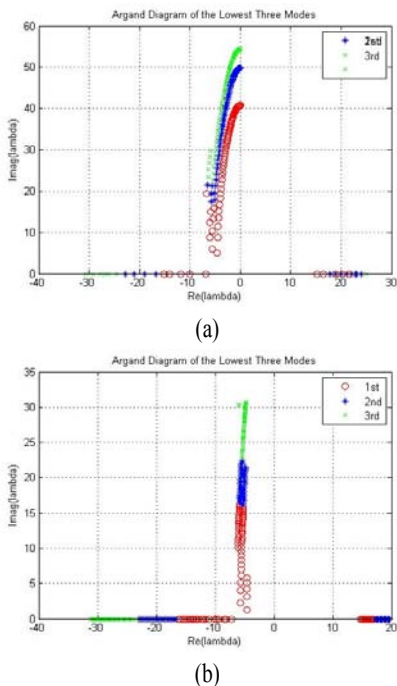 Argand Diagram of the Lowest Three Modes
60
50
40
30
20
10
0
Imag(lambda)
3rd
-40 -30 -20 -10 0 10 20 30
Re(lambda)
(a)
Argand Diagram of the Lowest Three Modes
35
30
25
20
15
10
5
0
Imag(lambda)
1st
2nd
3rd
-40 -30 -20 -10 0 10 20
Re(lambda)
(b)